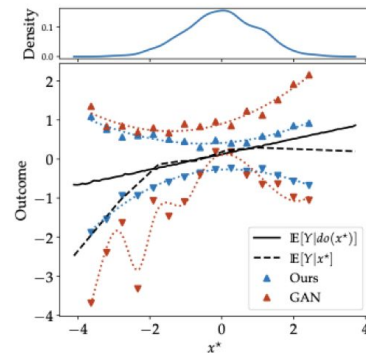 Density
0.1
0.0
Outcome
2
1
0
−1
−2
−3
−4
𝔼[Y|do(x⋆)]
𝔼[Y|x⋆]
Ours
GAN
−4 −2 0 2 4
x⋆